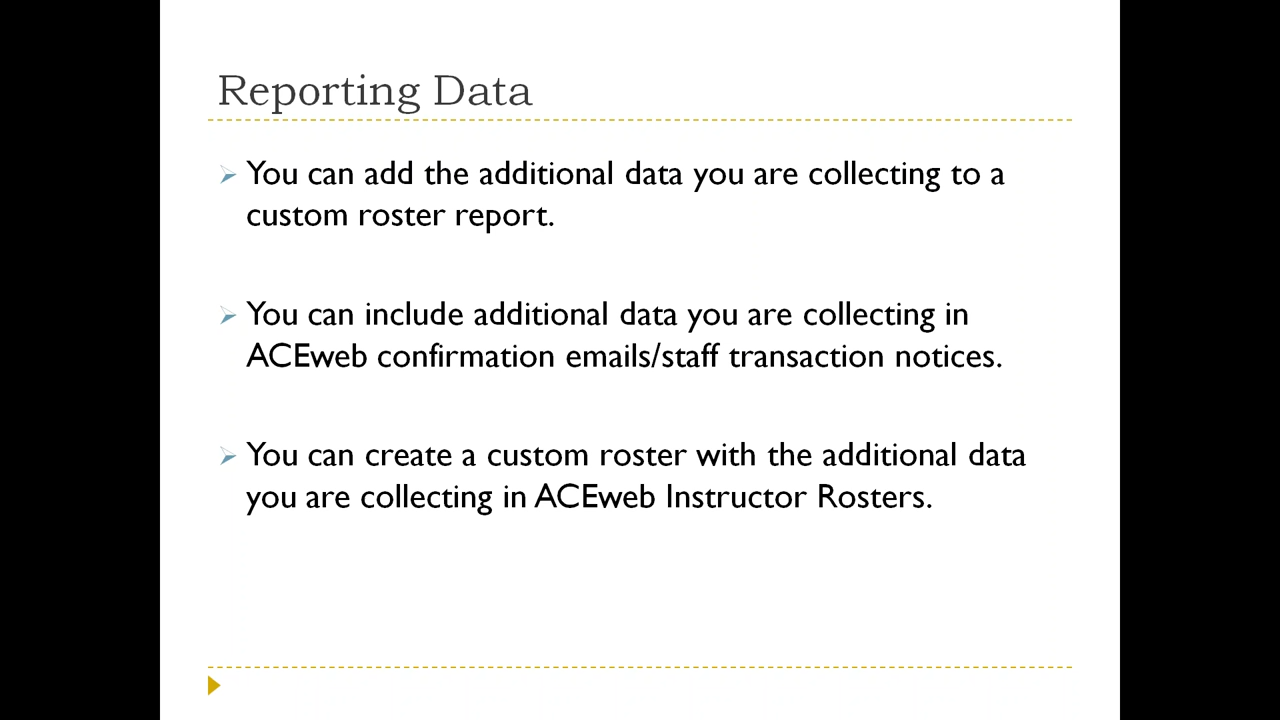 Reporting Data
You can add the additional data you are collecting to a
custom roster report.
You can include additional data you are collecting in
ACEweb confirmation emails/staff transaction notices.
You can create a custom roster with the additional data
you are collecting in ACEweb Instructor Rosters.